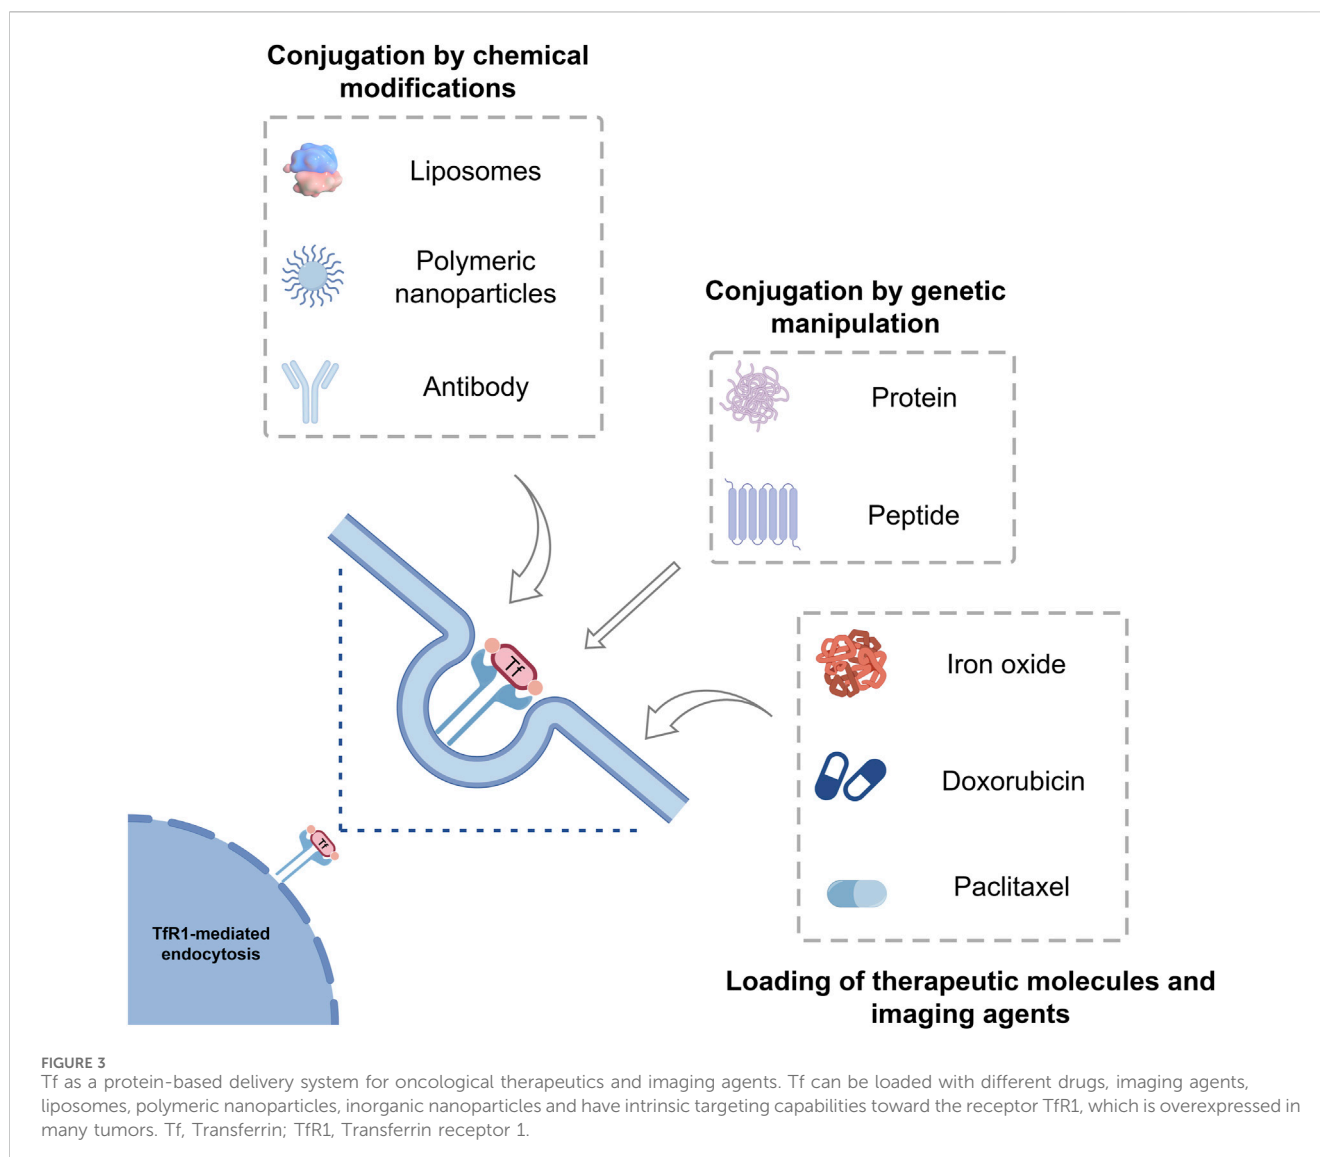 Conjugation by chemical
modifications
Liposomes
Polymeric
nanoparticles
Antibody
Conjugation by genetic
manipulation
Protein
Peptide
Tf
Iron oxide
Doxorubicin
Paclitaxel
Tf
TfR1-mediated
endocytosis
Loading of therapeutic molecules and
imaging agents
FIGURE 3
Tf as a protein-based delivery system for oncological therapeutics and imaging agents. Tf can be loaded with different drugs, imaging agents,
liposomes, polymeric nanoparticles, inorganic nanoparticles and have intrinsic targeting capabilities toward the receptor TfR1, which is overexpressed in
many tumors. Tf, Transferrin; TfR1, Transferrin receptor 1.